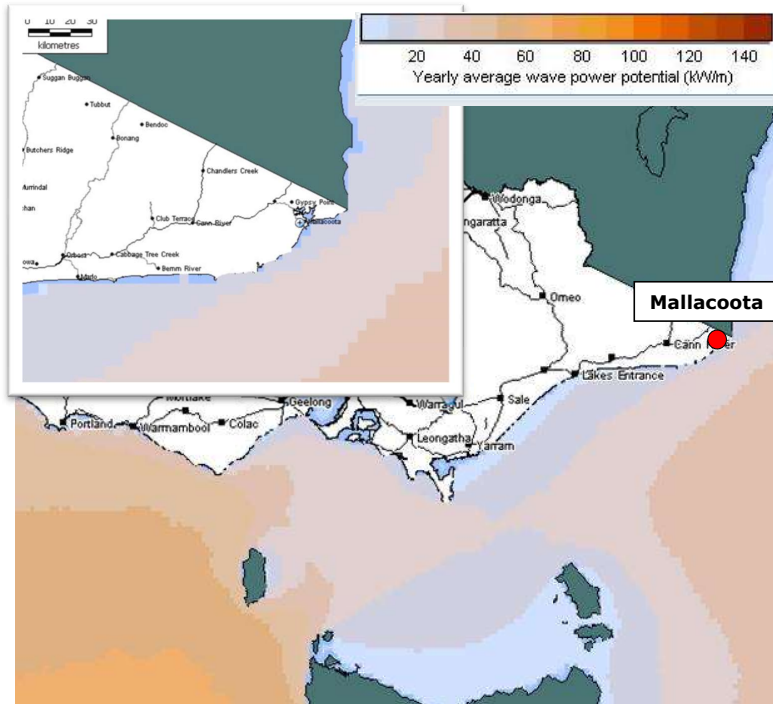 0 10 20 30
kilometres
20 40 60 80 100 120 140
Yearly average wave power potential (kW/m)
Suggan Buggan
Tubbut
Bendoc
Bonang
Butchers Ridge
Chandlers Creek
Murrindal
Gypsy Point
Club Terrace
Cann River
Mallacoota
Orbost
Cabbage Tree Creek
Bemm River
Marlo
Wodonga
ngaratta
Omeo
Mallacoota
Cann River
Lakes Entrance
Mortlake
Geelong
Warragul
Sale
Portland
Warrnambool
Colac
Leongatha
Yarram